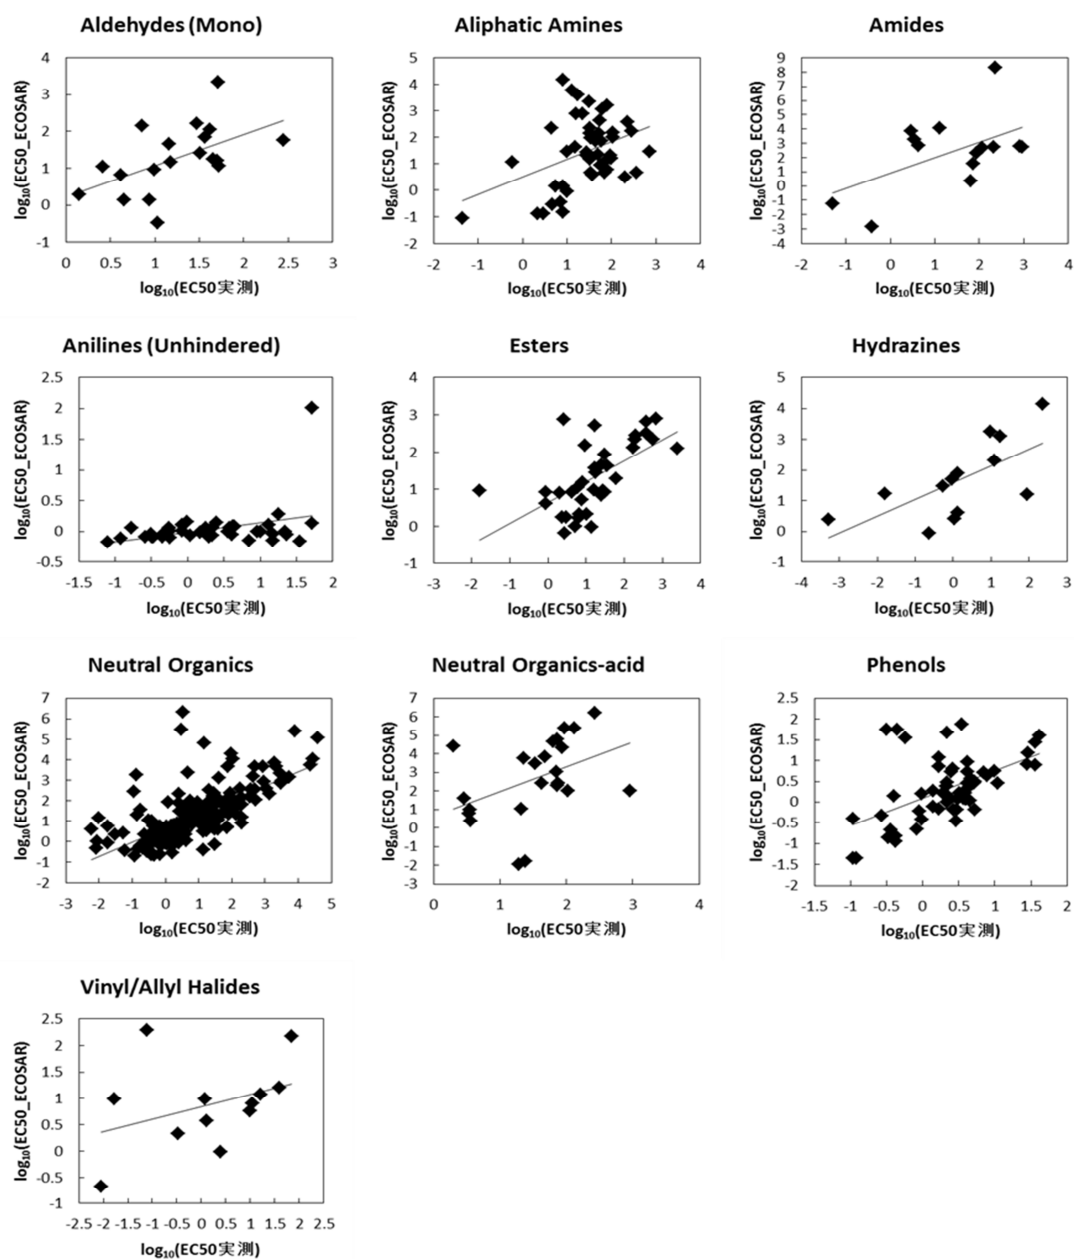 Aldehydes (Mono)
log10(EC50_ECOSAR)
4
3
2
1
0
-1
0 0.5 1 1.5 2 2.5 3
log10(EC50実測)
Aliphatic Amines
log10(EC50_ECOSAR)
5
4
3
2
1
0
-1
-2
-2 -1 0 1 2 3 4
log10(EC50実測)
Amides
log10(EC50_ECOSAR)
9
8
7
6
5
4
3
2
1
0
-1
-2
-3
-4
-2 -1 0 1 2 3 4
log10(EC50実測)
Anilines (Unhindered)
log10(EC50_ECOSAR)
2.5
2
1.5
1
0.5
0
-0.5
-1.5 -1 -0.5 0 0.5 1 1.5 2
log10(EC50実測)
Esters
log10(EC50_ECOSAR)
4
3
2
1
0
-1
-3 -2 -1 0 1 2 3 4
log10(EC50実測)
Hydrazines
log10(EC50_ECOSAR)
5
4
3
2
1
0
-1
-4 -3 -2 -1 0 1 2 3
log10(EC50実測)
Neutral Organics
log10(EC50_ECOSAR)
7
6
5
4
3
2
1
0
-1
-2
-3 -2 -1 0 1 2 3 4 5
log10(EC50実測)
Neutral Organics-acid
log10(EC50_ECOSAR)
7
6
5
4
3
2
1
0
-1
-2
-3
0 1 2 3 4
log10(EC50実測)
Phenols
log10(EC50_ECOSAR)
2.5
2
1.5
1
0.5
0
-0.5
-1
-1.5
-2
-1.5 -1 -0.5 0 0.5 1 1.5 2
log10(EC50実測)
Vinyl/Allyl Halides
log10(EC50_ECOSAR)
2.5
2
1.5
1
0.5
0
-0.5
-1
-2.5 -2 -1.5 -1 -0.5 0 0.5 1 1.5 2 2.5
log10(EC50実測)